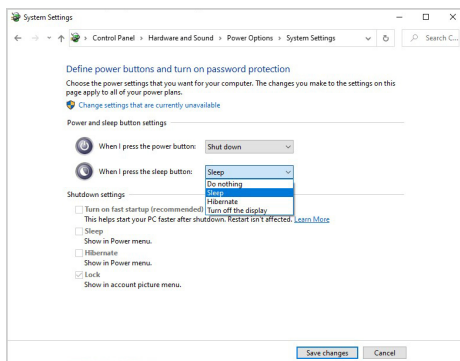 System Settings
Control Panel > Hardware and Sound > Power Options > System Settings
Search C...
Define power buttons and turn on password protection
Choose the power settings that you want for your computer. The changes you make to the settings on this
page apply to all of your power plans.
Change settings that are currently unavailable
Power and sleep button settings
When I press the power button: Shut down
When I press the sleep button: Sleep
Do nothing
Sleep
Hibernate
Turn off the display
Shutdown settings
Turn on fast startup (recommended)
This helps start your PC faster after shutdown. Restart isn't affected. Learn More
Sleep
Show in Power menu.
Hibernate
Show in Power menu.
Lock
Show in account picture menu.
Save changes Cancel